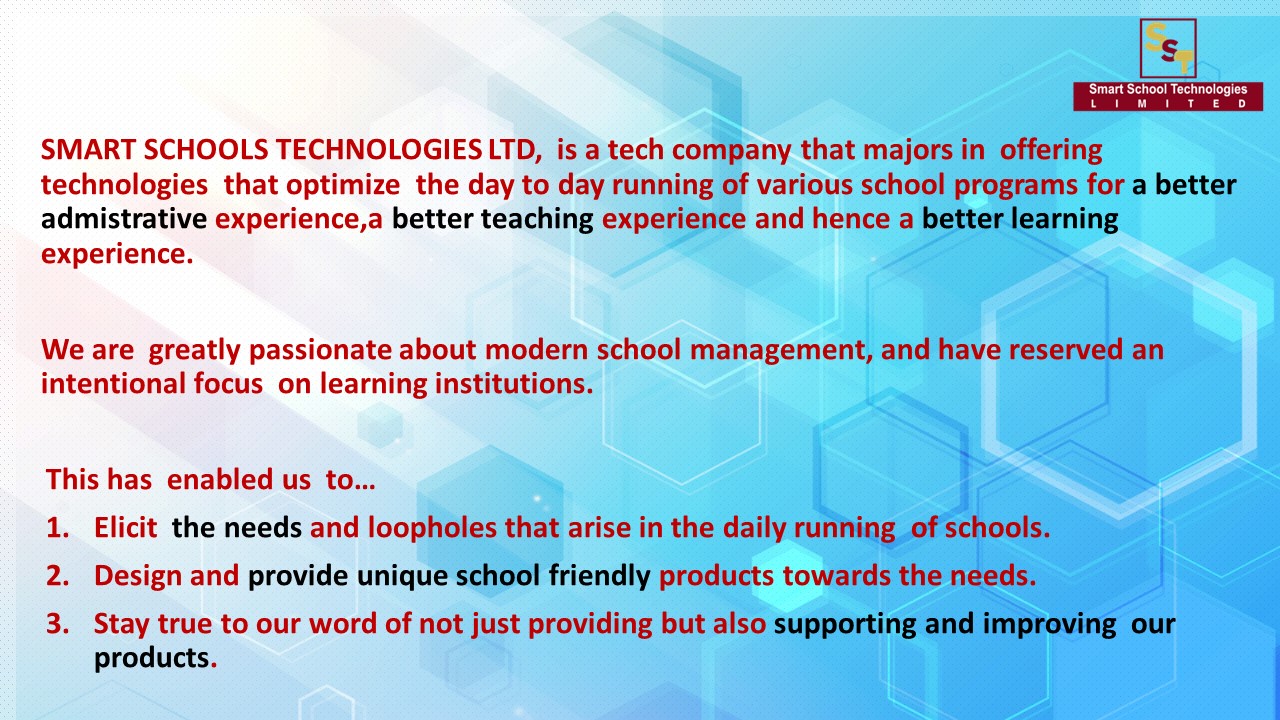 SST
Smart School Technologies
LIMITED
SMART SCHOOLS TECHNOLOGIES LTD,  is a tech company that majors in  offering
technologies  that optimize  the day to day running of various school programs for a better
admistrative experience,a better teaching experience and hence a better learning
experience.
We are  greatly passionate about modern school management, and have reserved an
intentional focus  on learning institutions.
This has  enabled us  to…
1. Elicit  the needs and loopholes that arise in the daily running  of schools.
2. Design and provide unique school friendly products towards the needs.
3. Stay true to our word of not just providing but also supporting and improving  our
products.